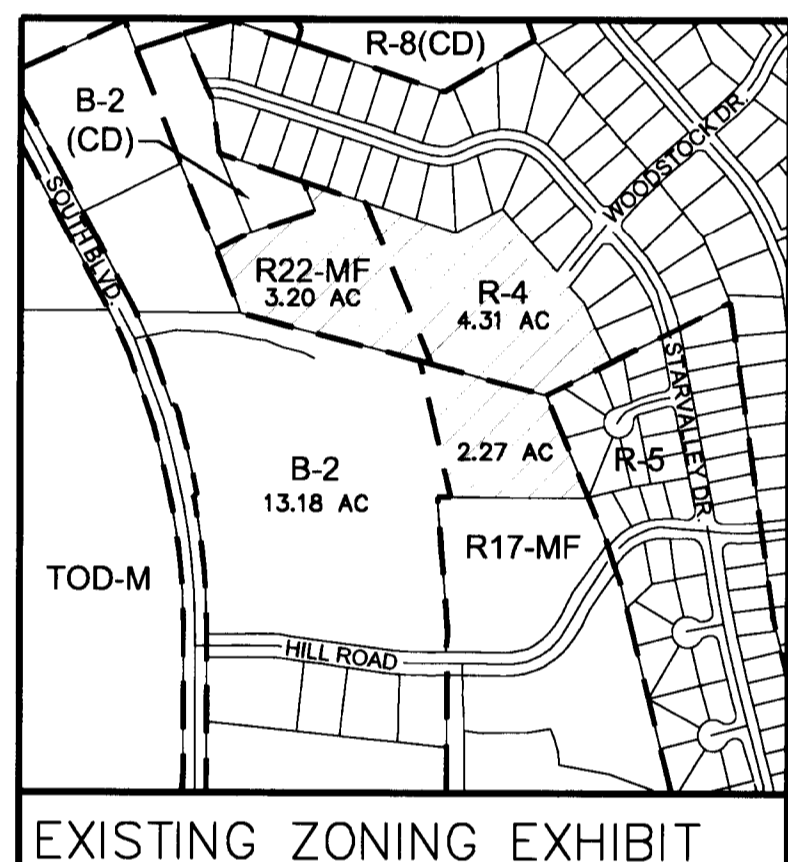 R-8(CD)
B-2
(CD)
WOODSTOCK DR.
SOUTH BLVD.
R22-MF
3.20 AC
R-4
4.31 AC
STARVALLEY DR.
2.27 AC
R-5
B-2
13.18 AC
R17-MF
TOD-M
HILL ROAD
EXISTING ZONING EXHIBIT